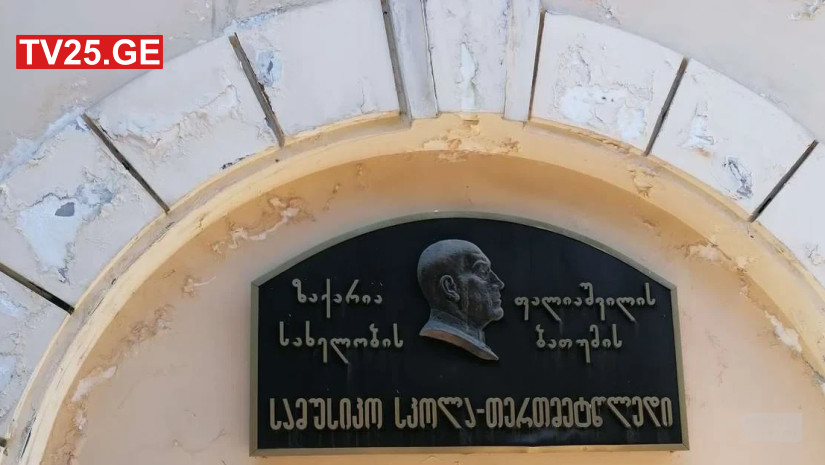 TV25.GE
ზაქარია ფალიაშვილის
სახელობის ბათუმის
სამუსიკო სკოლა-თერთმეტწლედი